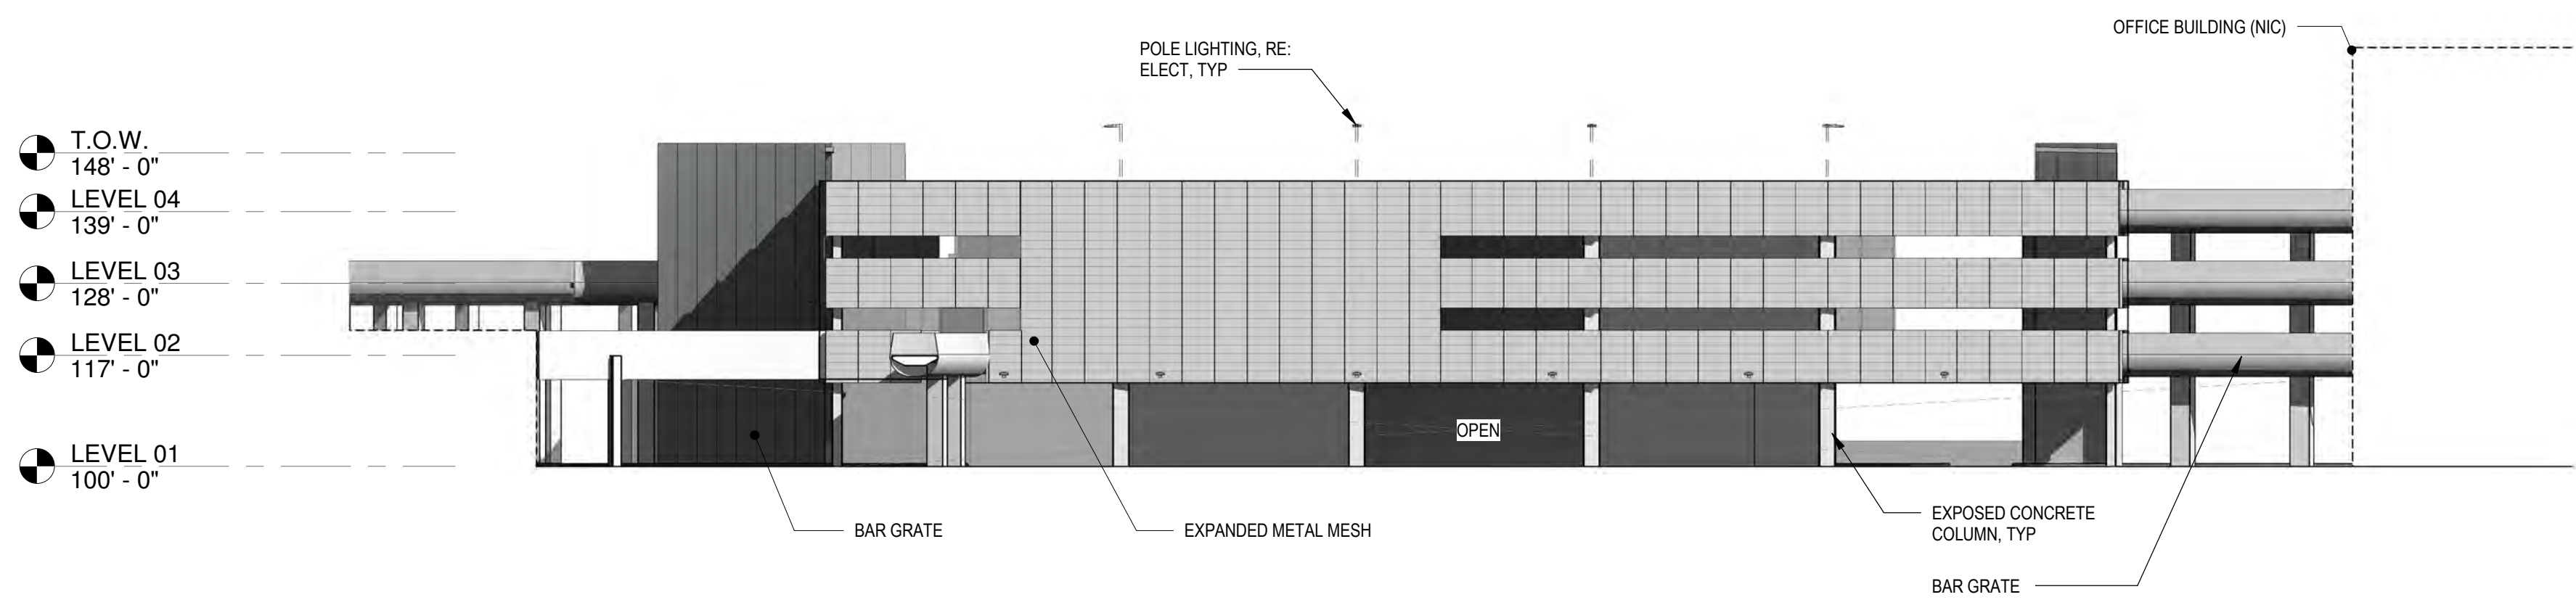 OFFICE BUILDING (NIC)
POLE LIGHTING, RE:
ELECT, TYP
T.O.W.
148' - 0"
LEVEL 04
139' - 0"
LEVEL 03
128' - 0"
LEVEL 02
117' - 0"
LEVEL 01
100' - 0"
OPEN
BAR GRATE
EXPANDED METAL MESH
EXPOSED CONCRETE
COLUMN, TYP
BAR GRATE